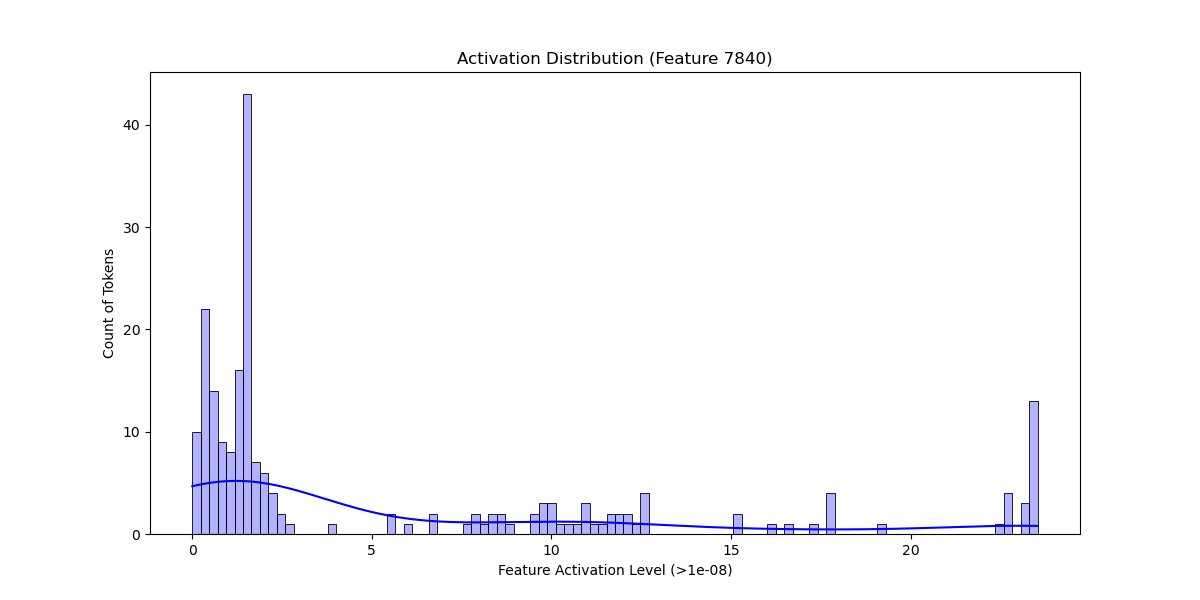 Activation Distribution (Feature 7840)
Count of Tokens
40
30
20
10
0
0 5 10 15 20
Feature Activation Level (>1e-08)